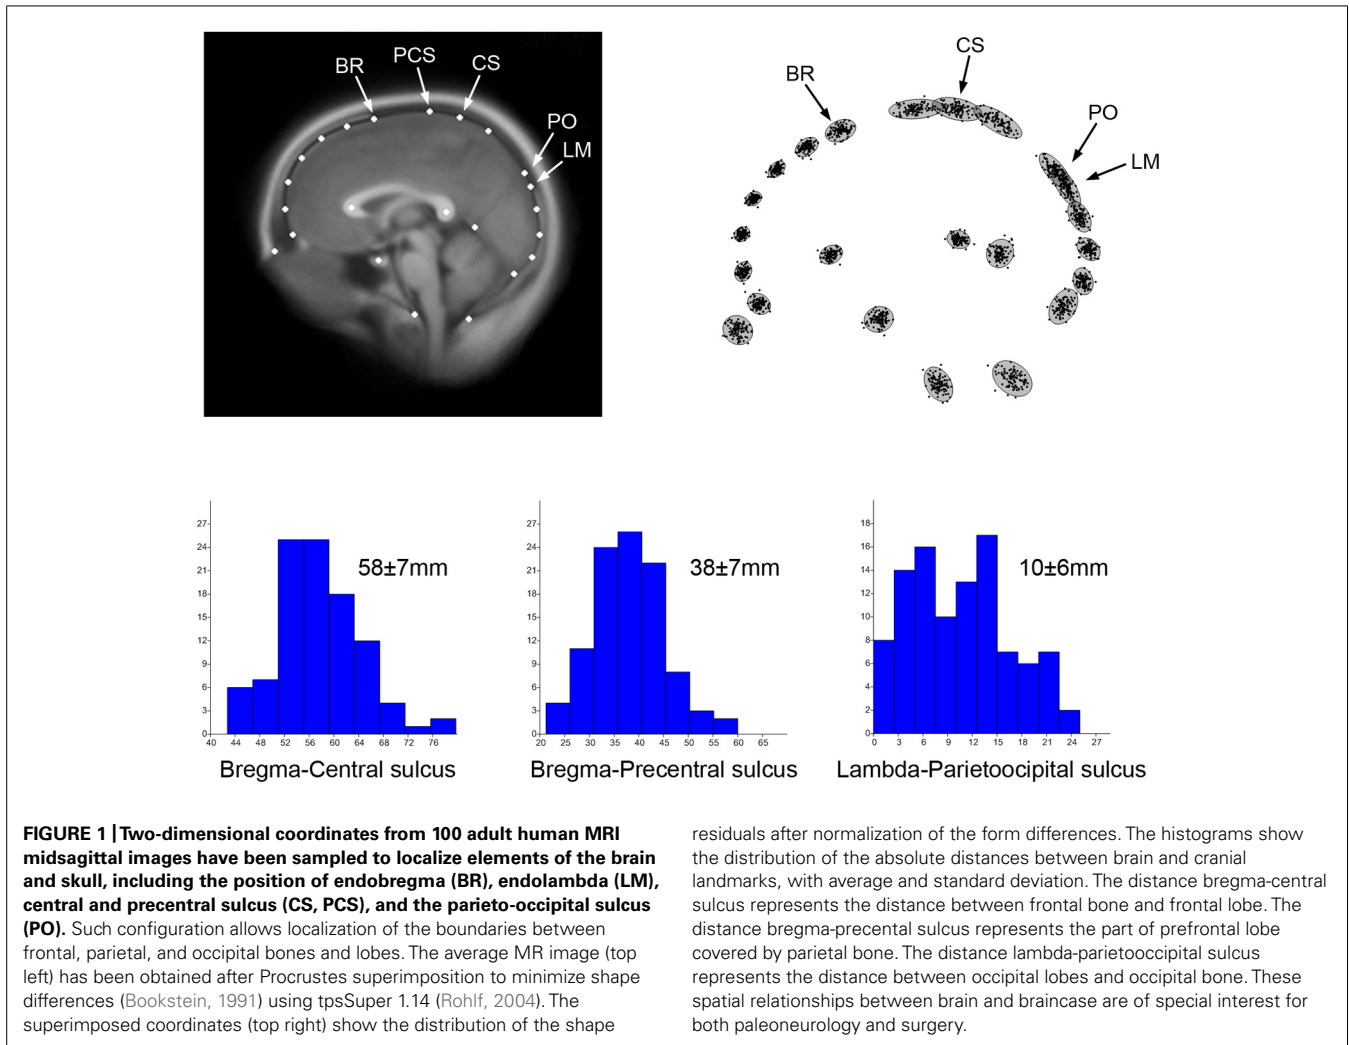 BR
PCS
CS
PO
LM
BR
CS
PO
LM
27
24
21
18
15
12
9
6
3
0
40 44 48 52 56 60 64 68 72 76
58±7mm
Bregma-Central sulcus
27
24
21
18
15
12
9
6
3
0
20 25 30 35 40 45 50 55 60 65
38±7mm
Bregma-Precentral sulcus
18
16
14
12
10
8
6
4
2
0
0 3 6 9 12 15 18 21 24 27
10±6mm
Lambda-Parietoocipital sulcus
FIGURE 1 | Two-dimensional coordinates from 100 adult human MRI
midsagittal images have been sampled to localize elements of the brain
and skull, including the position of endobregma (BR), endolambda (LM),
central and precentral sulcus (CS, PCS), and the parieto-occipital sulcus
(PO). Such configuration allows localization of the boundaries between
frontal, parietal, and occipital bones and lobes. The average MR image (top
left) has been obtained after Procrustes superimposition to minimize shape
differences (Bookstein, 1991) using tpsSuper 1.14 (Rohlf, 2004). The
superimposed coordinates (top right) show the distribution of the shape
residuals after normalization of the form differences. The histograms show
the distribution of the absolute distances between brain and cranial
landmarks, with average and standard deviation. The distance bregma-central
sulcus represents the distance between frontal bone and frontal lobe. The
distance bregma-precental sulcus represents the part of prefrontal lobe
covered by parietal bone. The distance lambda-parietooccipital sulcus
represents the distance between occipital lobes and occipital bone. These
spatial relationships between brain and braincase are of special interest for
both paleoneurology and surgery.